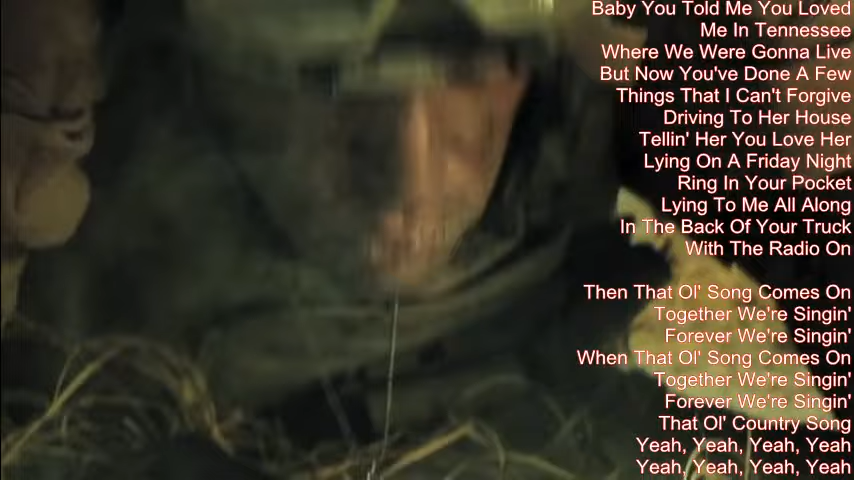 Baby You Told Me You Loved
Me In Tennessee
Where We Were Gonna Live
But Now You've Done A Few
Things That I Can't Forgive
Driving To Her House
Tellin' Her You Love Her
Lying On A Friday Night
Ring In Your Pocket
Lying To Me All Along
In The Back Of Your Truck
With The Radio On
Then That Ol' Song Comes On
Together We're Singin'
Forever We're Singin'
When That Ol' Song Comes On
Together We're Singin'
Forever We're Singin'
That Ol' Country Song
Yeah, Yeah, Yeah, Yeah
Yeah, Yeah, Yeah, Yeah